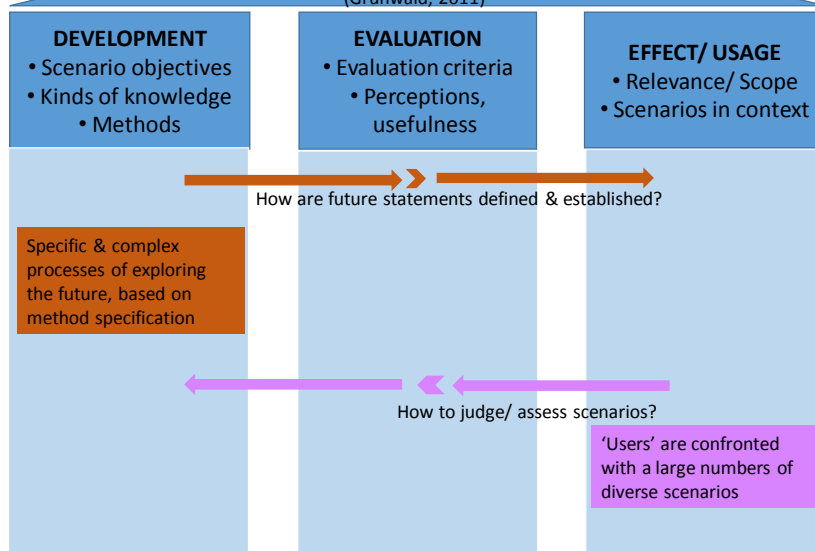 (Grunwald, 2011)
DEVELOPMENT
• Scenario objectives
• Kinds of knowledge
• Methods
EVALUATION
• Evaluation criteria
• Perceptions,
usefulness
EFFECT/ USAGE
• Relevance/ Scope
• Scenarios in context
How are future statements defined & established?
Specific & complex
processes of exploring
the future, based on
method specification
How to judge/ assess scenarios?
‘Users’ are confronted
with a large numbers of
diverse scenarios